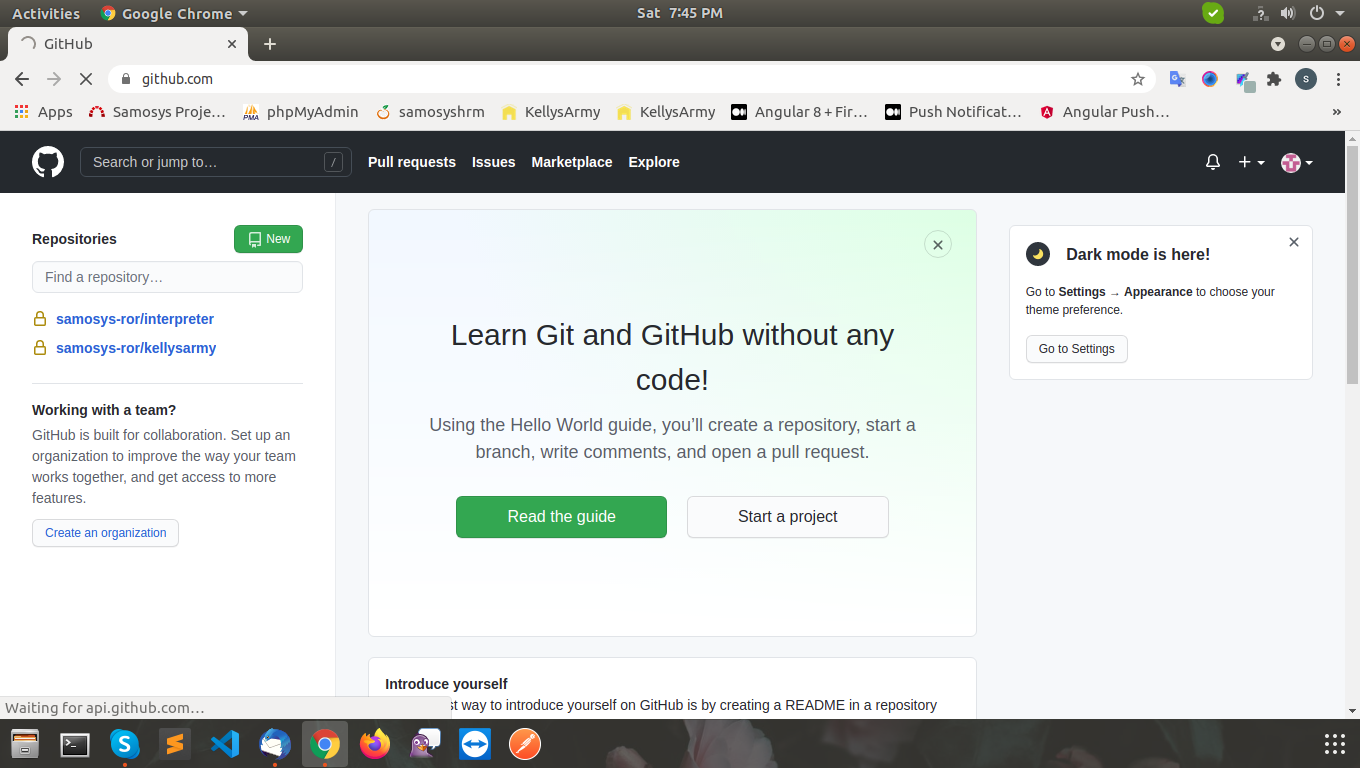 Activities
Google Chrome
Sat 7:45 PM
GitHub
github.com
S
Apps
Samosys Proje…
PMA
phpMyAdmin
samosyshrm
KellysArmy
KellysArmy
Angular 8 + Fir…
Push Notificat…
Angular Push…
»
Search or jump to…
/
Pull requests
Issues
Marketplace
Explore
Repositories
New
Find a repository…
samosys-ror/interpreter
samosys-ror/kellysarmy
Working with a team?
GitHub is built for collaboration. Set up an
organization to improve the way your team
works together, and get access to more
features.
Create an organization
Learn Git and GitHub without any
code!
Using the Hello World guide, you’ll create a repository, start a
branch, write comments, and open a pull request.
Read the guide
Start a project
Dark mode is here!
Go to Settings → Appearance to choose your
theme preference.
Go to Settings
Introduce yourself
way to introduce yourself on GitHub is by creating a README in a repository
Waiting for api.github.com…